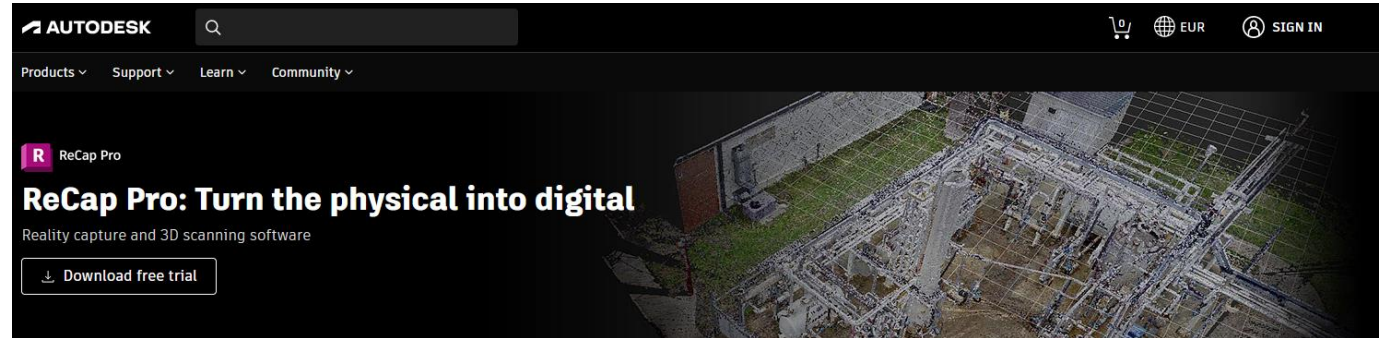 AUTODESK
0 EUR SIGN IN
Products Support Learn Community
R ReCap Pro
ReCap Pro: Turn the physical into digital
Reality capture and 3D scanning software
Download free trial